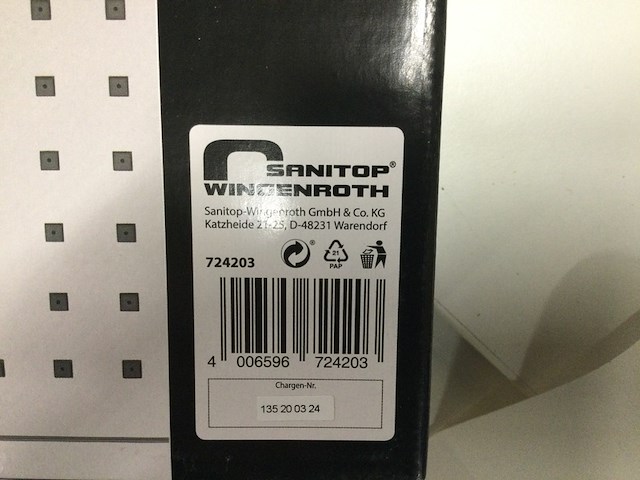 SANITOP®
WINGENROTH
Sanitop-Wingenroth GmbH & Co. KG
Katzheide 21-25, D-48231 Warendorf
®
21
PAP
724203
4 006596 724203
Chargen-Nr.
135 20 03 24